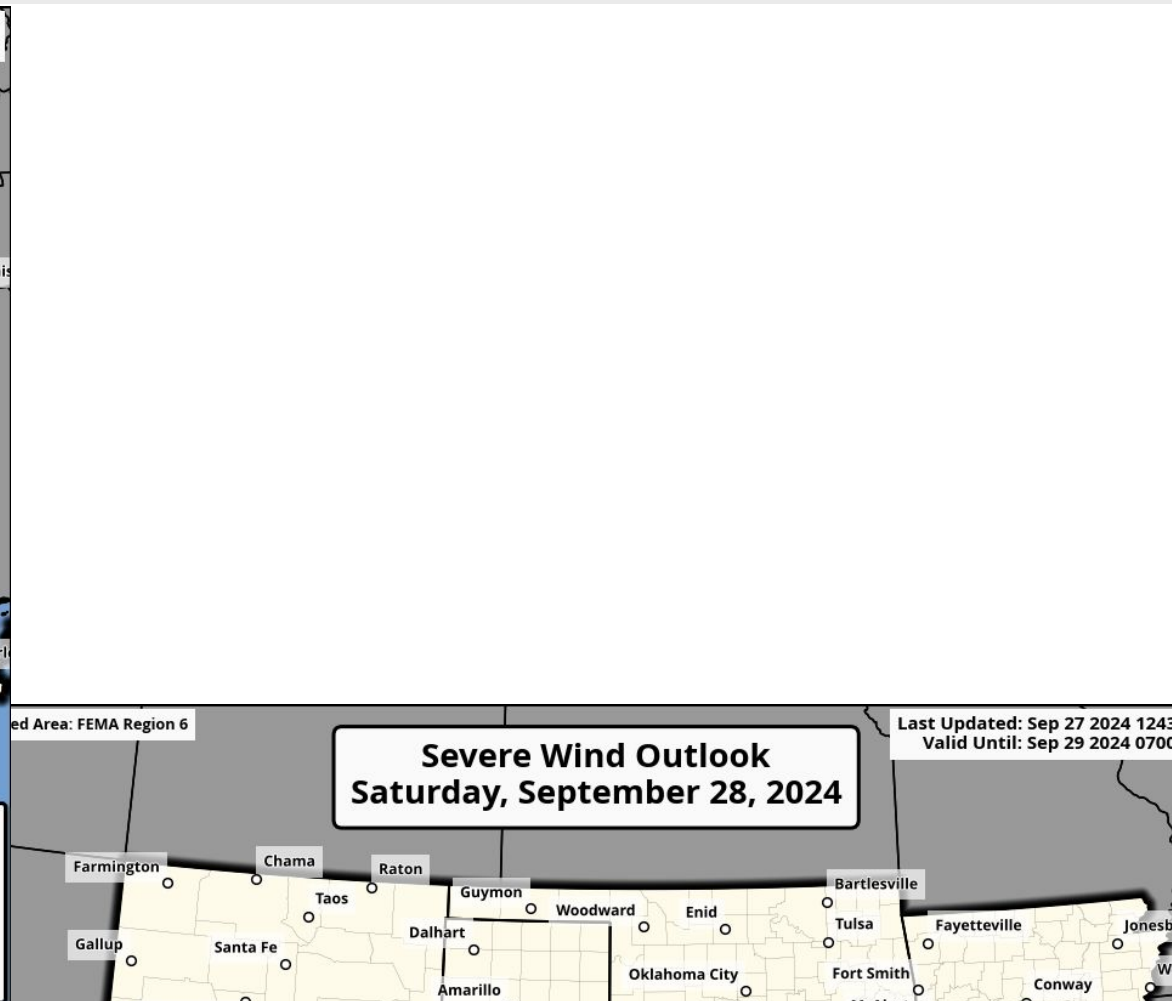 ed Area: FEMA Region 6
Severe Wind Outlook
Saturday, September 28, 2024
Last Updated: Sep 27 2024 1243
Valid Until: Sep 29 2024 0700
Farmington
Chama
Raton
Taos
Guymon
Woodward
Enid
Bartlesville
Tulsa
Fayetteville
Jonesb
Gallup
Santa Fe
Dalhart
Amarillo
Oklahoma City
Fort Smith
Conway
W